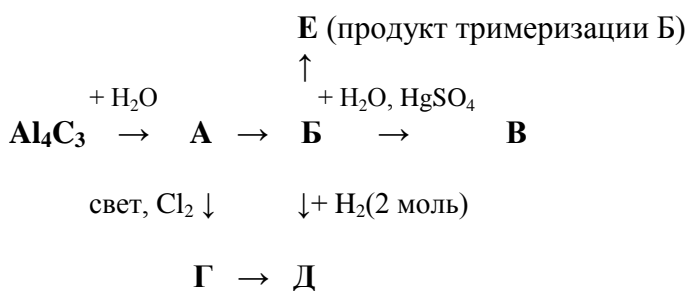 Е (продукт тримеризации Б)
↑
+ H₂O + H₂O, HgSO₄
Al₄C₃ → А → Б → В
свет, Cl₂ ↓ ↓+ H₂(2 моль)
Г → Д